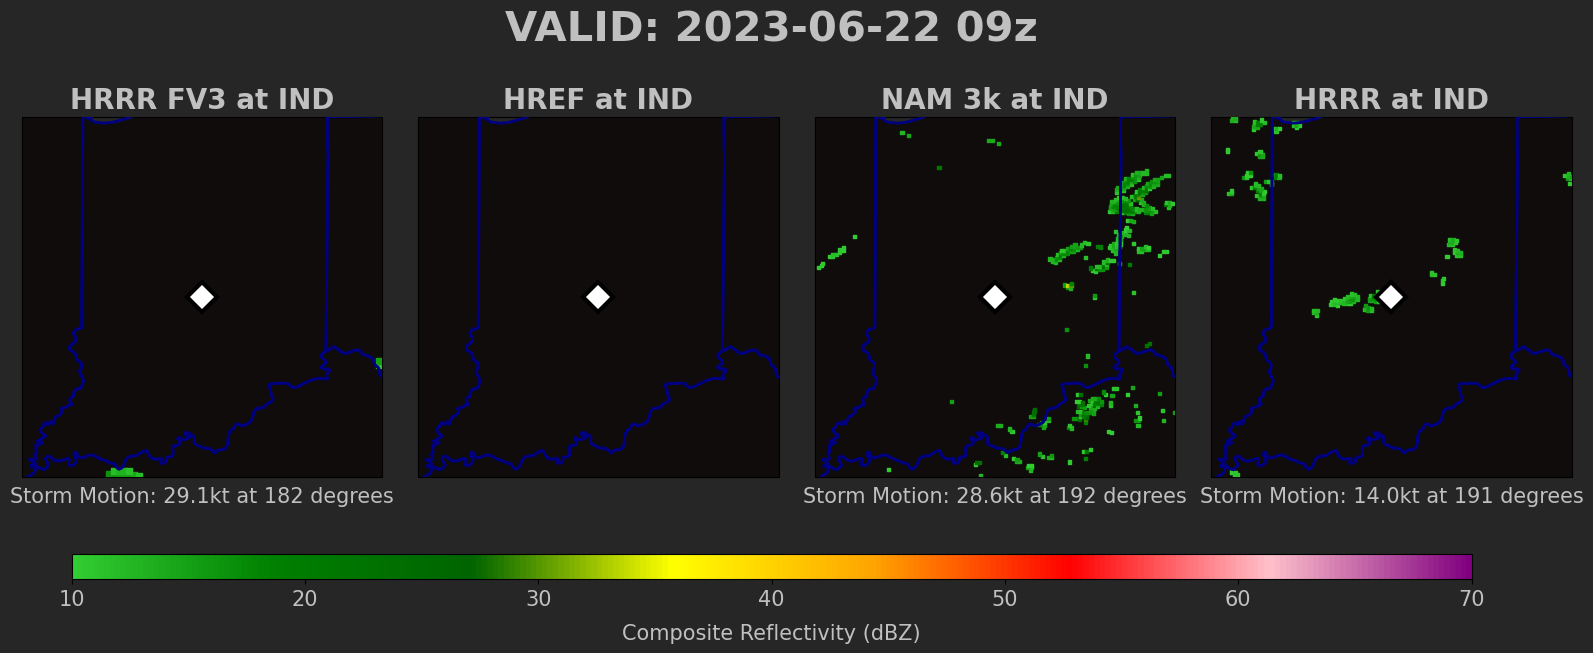 VALID: 2023-06-22 09z
HRRR FV3 at IND
HREF at IND
NAM 3k at IND
HRRR at IND
Storm Motion: 29.1kt at 182 degrees
Storm Motion: 28.6kt at 192 degrees
Storm Motion: 14.0kt at 191 degrees
10 20 30 40 50 60 70
Composite Reflectivity (dBZ)